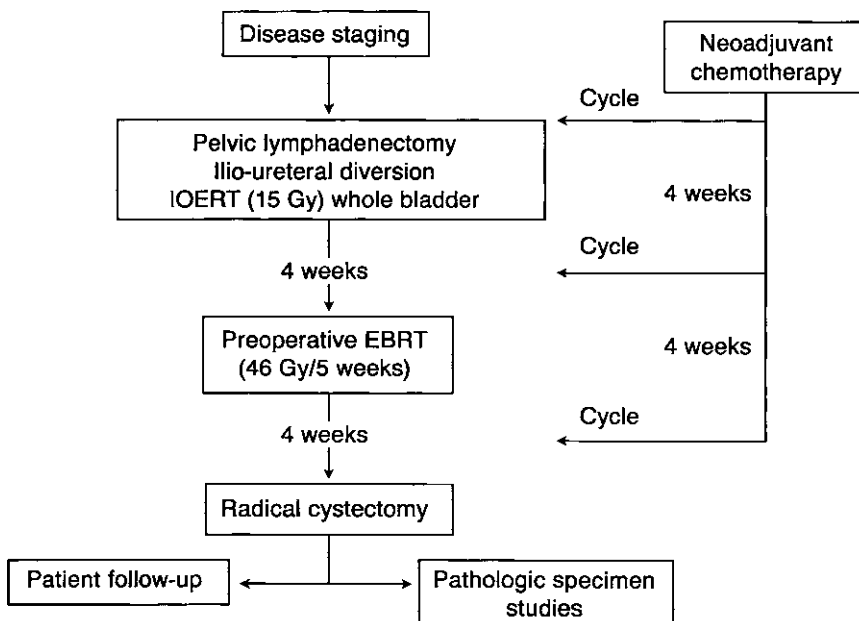 Disease staging
Neoadjuvant
chemotherapy
Cycle
Pelvic lymphadenectomy
Ilio-ureteral diversion
IOERT (15 Gy) whole bladder
4 weeks
Cycle
4 weeks
Preoperative EBRT
(46 Gy/5 weeks)
4 weeks
Cycle
4 weeks
Radical cystectomy
Patient follow-up
Pathologic specimen
studies